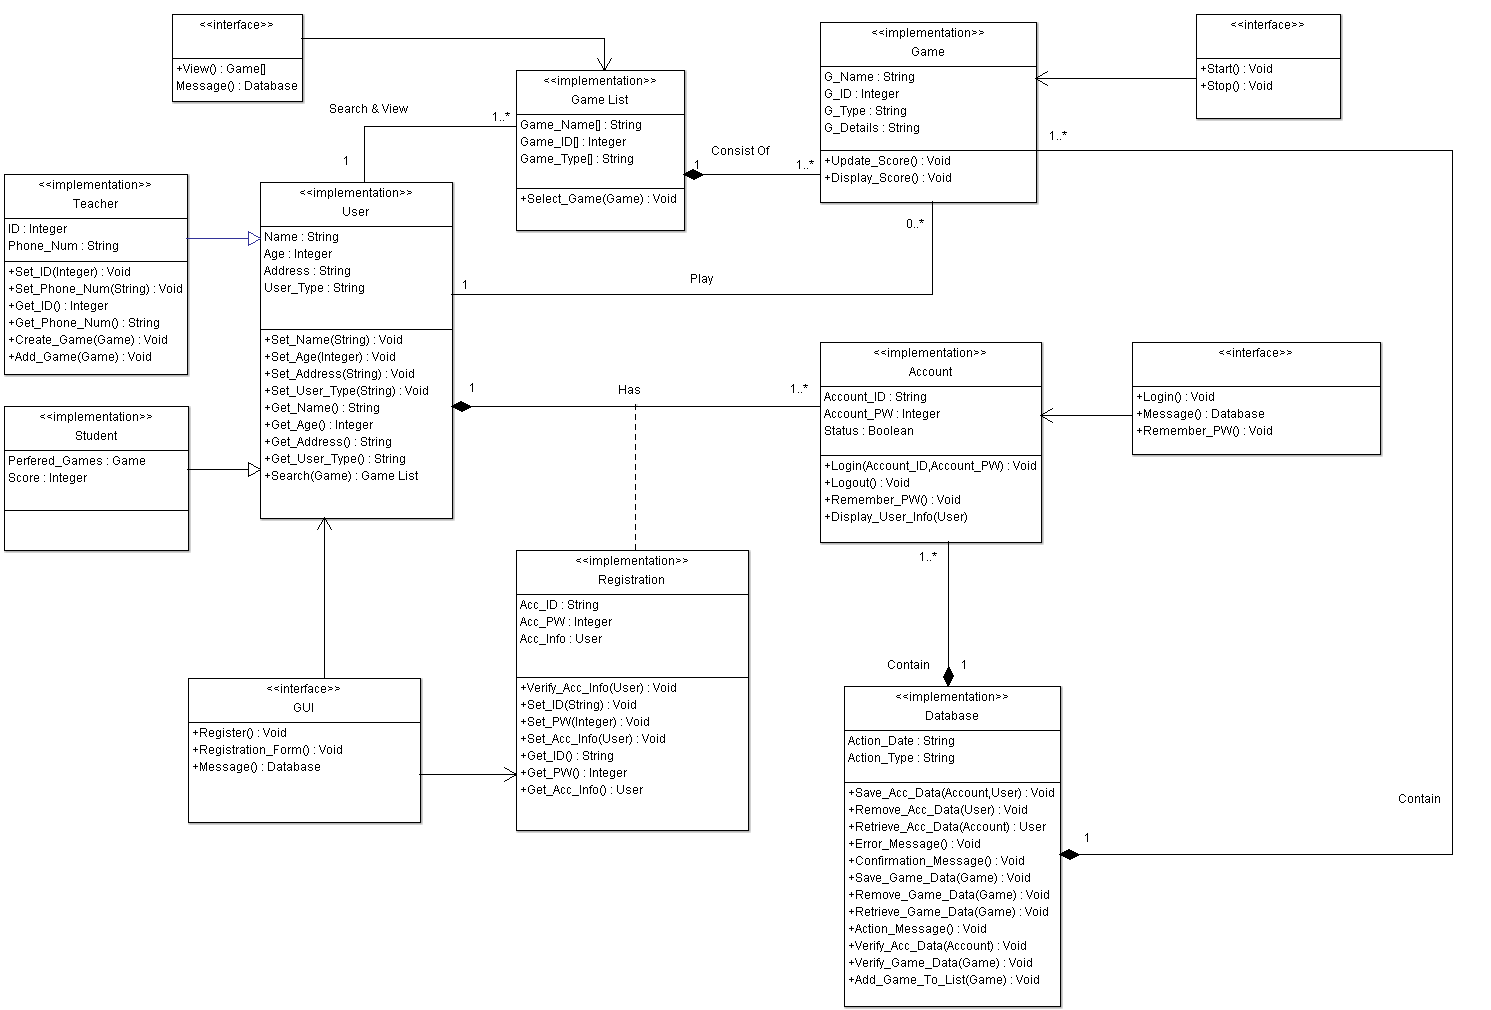 <<interface>>
+View() : Game[]
Message() : Database
<<implementation>>
Game List
Game_Name[] : String
Game_ID[] : Integer
Game_Type[] : String
+Select_Game(Game) : Void
<<implementation>>
Game
G_Name : String
G_ID : Integer
G_Type : String
G_Details : String
+Update_Score() : Void
+Display_Score() : Void
<<interface>>
+Start() : Void
+Stop() : Void
Search & View
1..*
1
Consist Of
1
1..*
1..*
0..*
<<implementation>>
Teacher
ID : Integer
Phone_Num : String
+Set_ID(Integer) : Void
+Set_Phone_Num(String) : Void
+Get_ID() : Integer
+Get_Phone_Num() : String
+Create_Game(Game) : Void
+Add_Game(Game) : Void
<<implementation>>
User
Name : String
Age : Integer
Address : String
User_Type : String
+Set_Name(String) : Void
+Set_Age(Integer) : Void
+Set_Address(String) : Void
+Set_User_Type(String) : Void
+Get_Name() : String
+Get_Age() : Integer
+Get_Address() : String
+Get_User_Type() : String
+Search(Game) : Game List
1
Play
<<implementation>>
Student
Perfered_Games : Game
Score : Integer
1
Has
1..*
<<implementation>>
Account
Account_ID : String
Account_PW : Integer
Status : Boolean
+Login(Account_ID,Account_PW) : Void
+Logout() : Void
+Remember_PW() : Void
+Display_User_Info(User)
<<interface>>
+Login() : Void
+Message() : Database
+Remember_PW() : Void
<<implementation>>
Registration
Acc_ID : String
Acc_PW : Integer
Acc_Info : User
+Verify_Acc_Info(User) : Void
+Set_ID(String) : Void
+Set_PW(Integer) : Void
+Set_Acc_Info(User) : Void
+Get_ID() : String
+Get_PW() : Integer
+Get_Acc_Info() : User
<<interface>>
GUI
+Register() : Void
+Registration_Form() : Void
+Message() : Database
1..*
Contain
1
<<implementation>>
Database
Action_Date : String
Action_Type : String
+Save_Acc_Data(Account,User) : Void
+Remove_Acc_Data(User) : Void
+Retrieve_Acc_Data(Account) : User
+Error_Message() : Void
+Confirmation_Message() : Void
+Save_Game_Data(Game) : Void
+Remove_Game_Data(Game) : Void
+Retrieve_Game_Data(Game) : Void
+Action_Message() : Void
+Verify_Acc_Data(Account) : Void
+Verify_Game_Data(Game) : Void
+Add_Game_To_List(Game) : Void
1
Contain